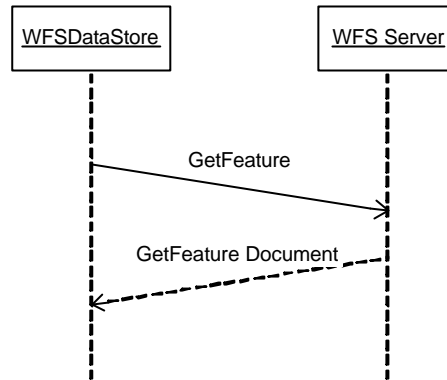 WFSDataStore
WFS Server
GetFeature
GetFeature Document